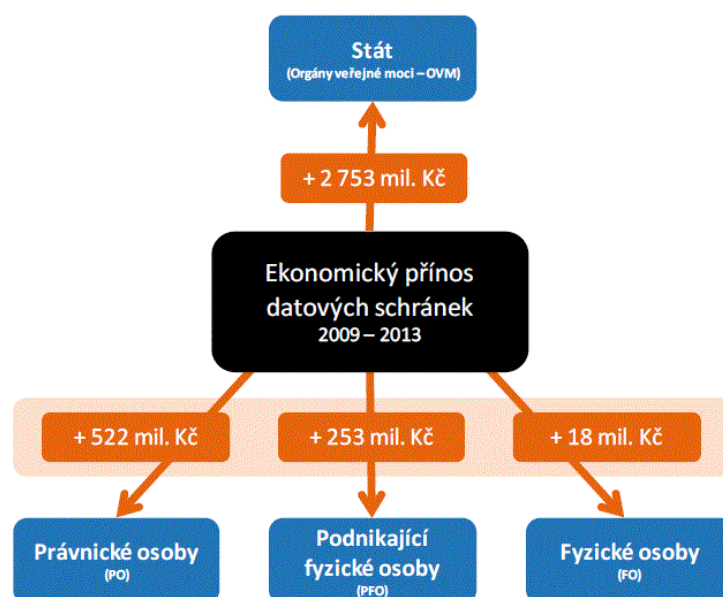 Stát
(Orgány veřejné moci – OVM)
+ 2 753 mil. Kč
Ekonomický přínos
datových schránek
2009 – 2013
+ 522 mil. Kč
+ 253 mil. Kč
+ 18 mil. Kč
Právnické osoby
(PO)
Podnikající
fyzické osoby
(PFO)
Fyzické osoby
(FO)